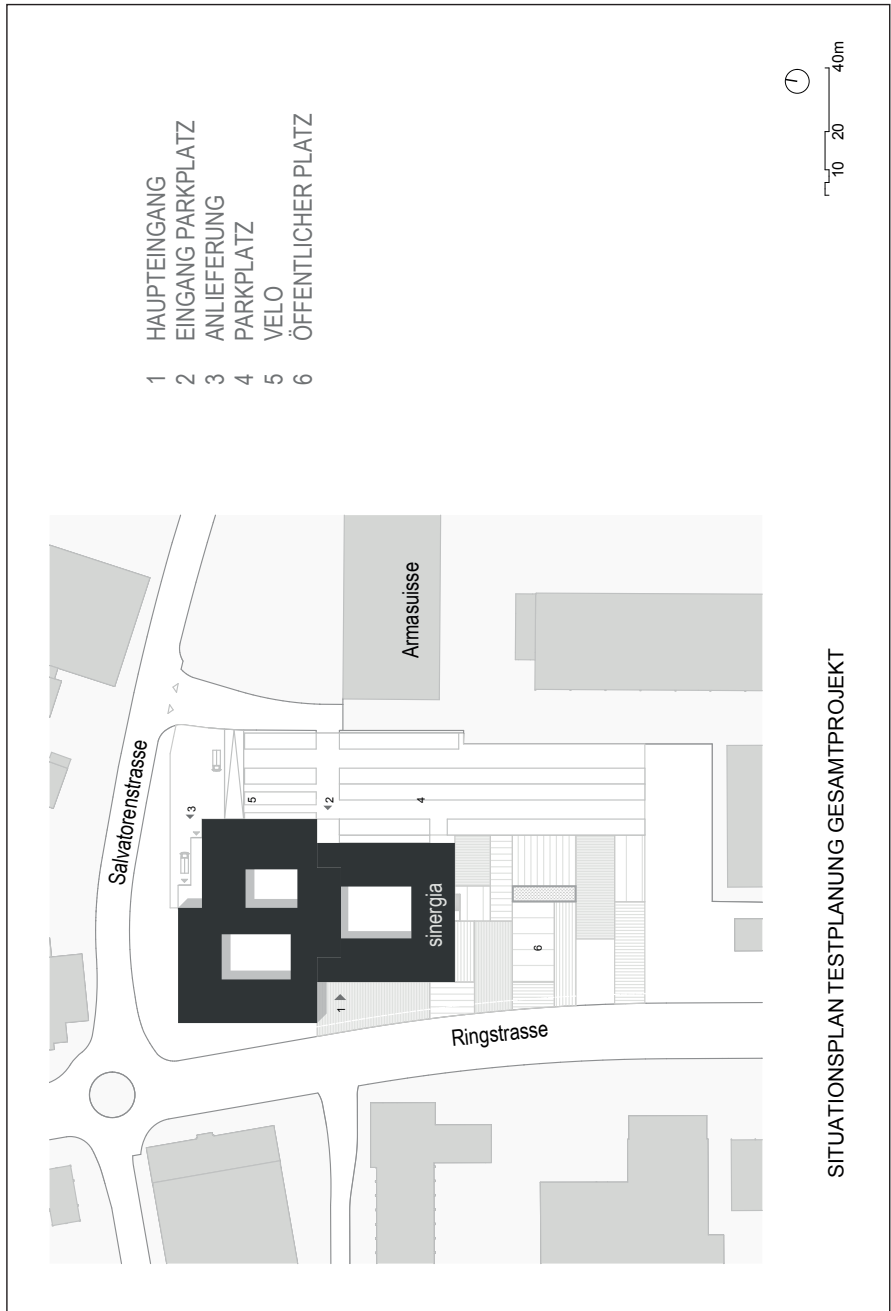 1 HAUPTEINGANG
2 EINGANG PARKPLATZ
3 ANLIEFERUNG
4 PARKPLATZ
5 VELO
6 ÖFFENTLICHER PLATZ
Salvatorenstrasse
3
5
2
4
Armasuisse
sinergia
1
6
Ringstrasse
10 20 40m
SITUATIONSPLAN TESTPLANUNG GESAMTPROJEKT